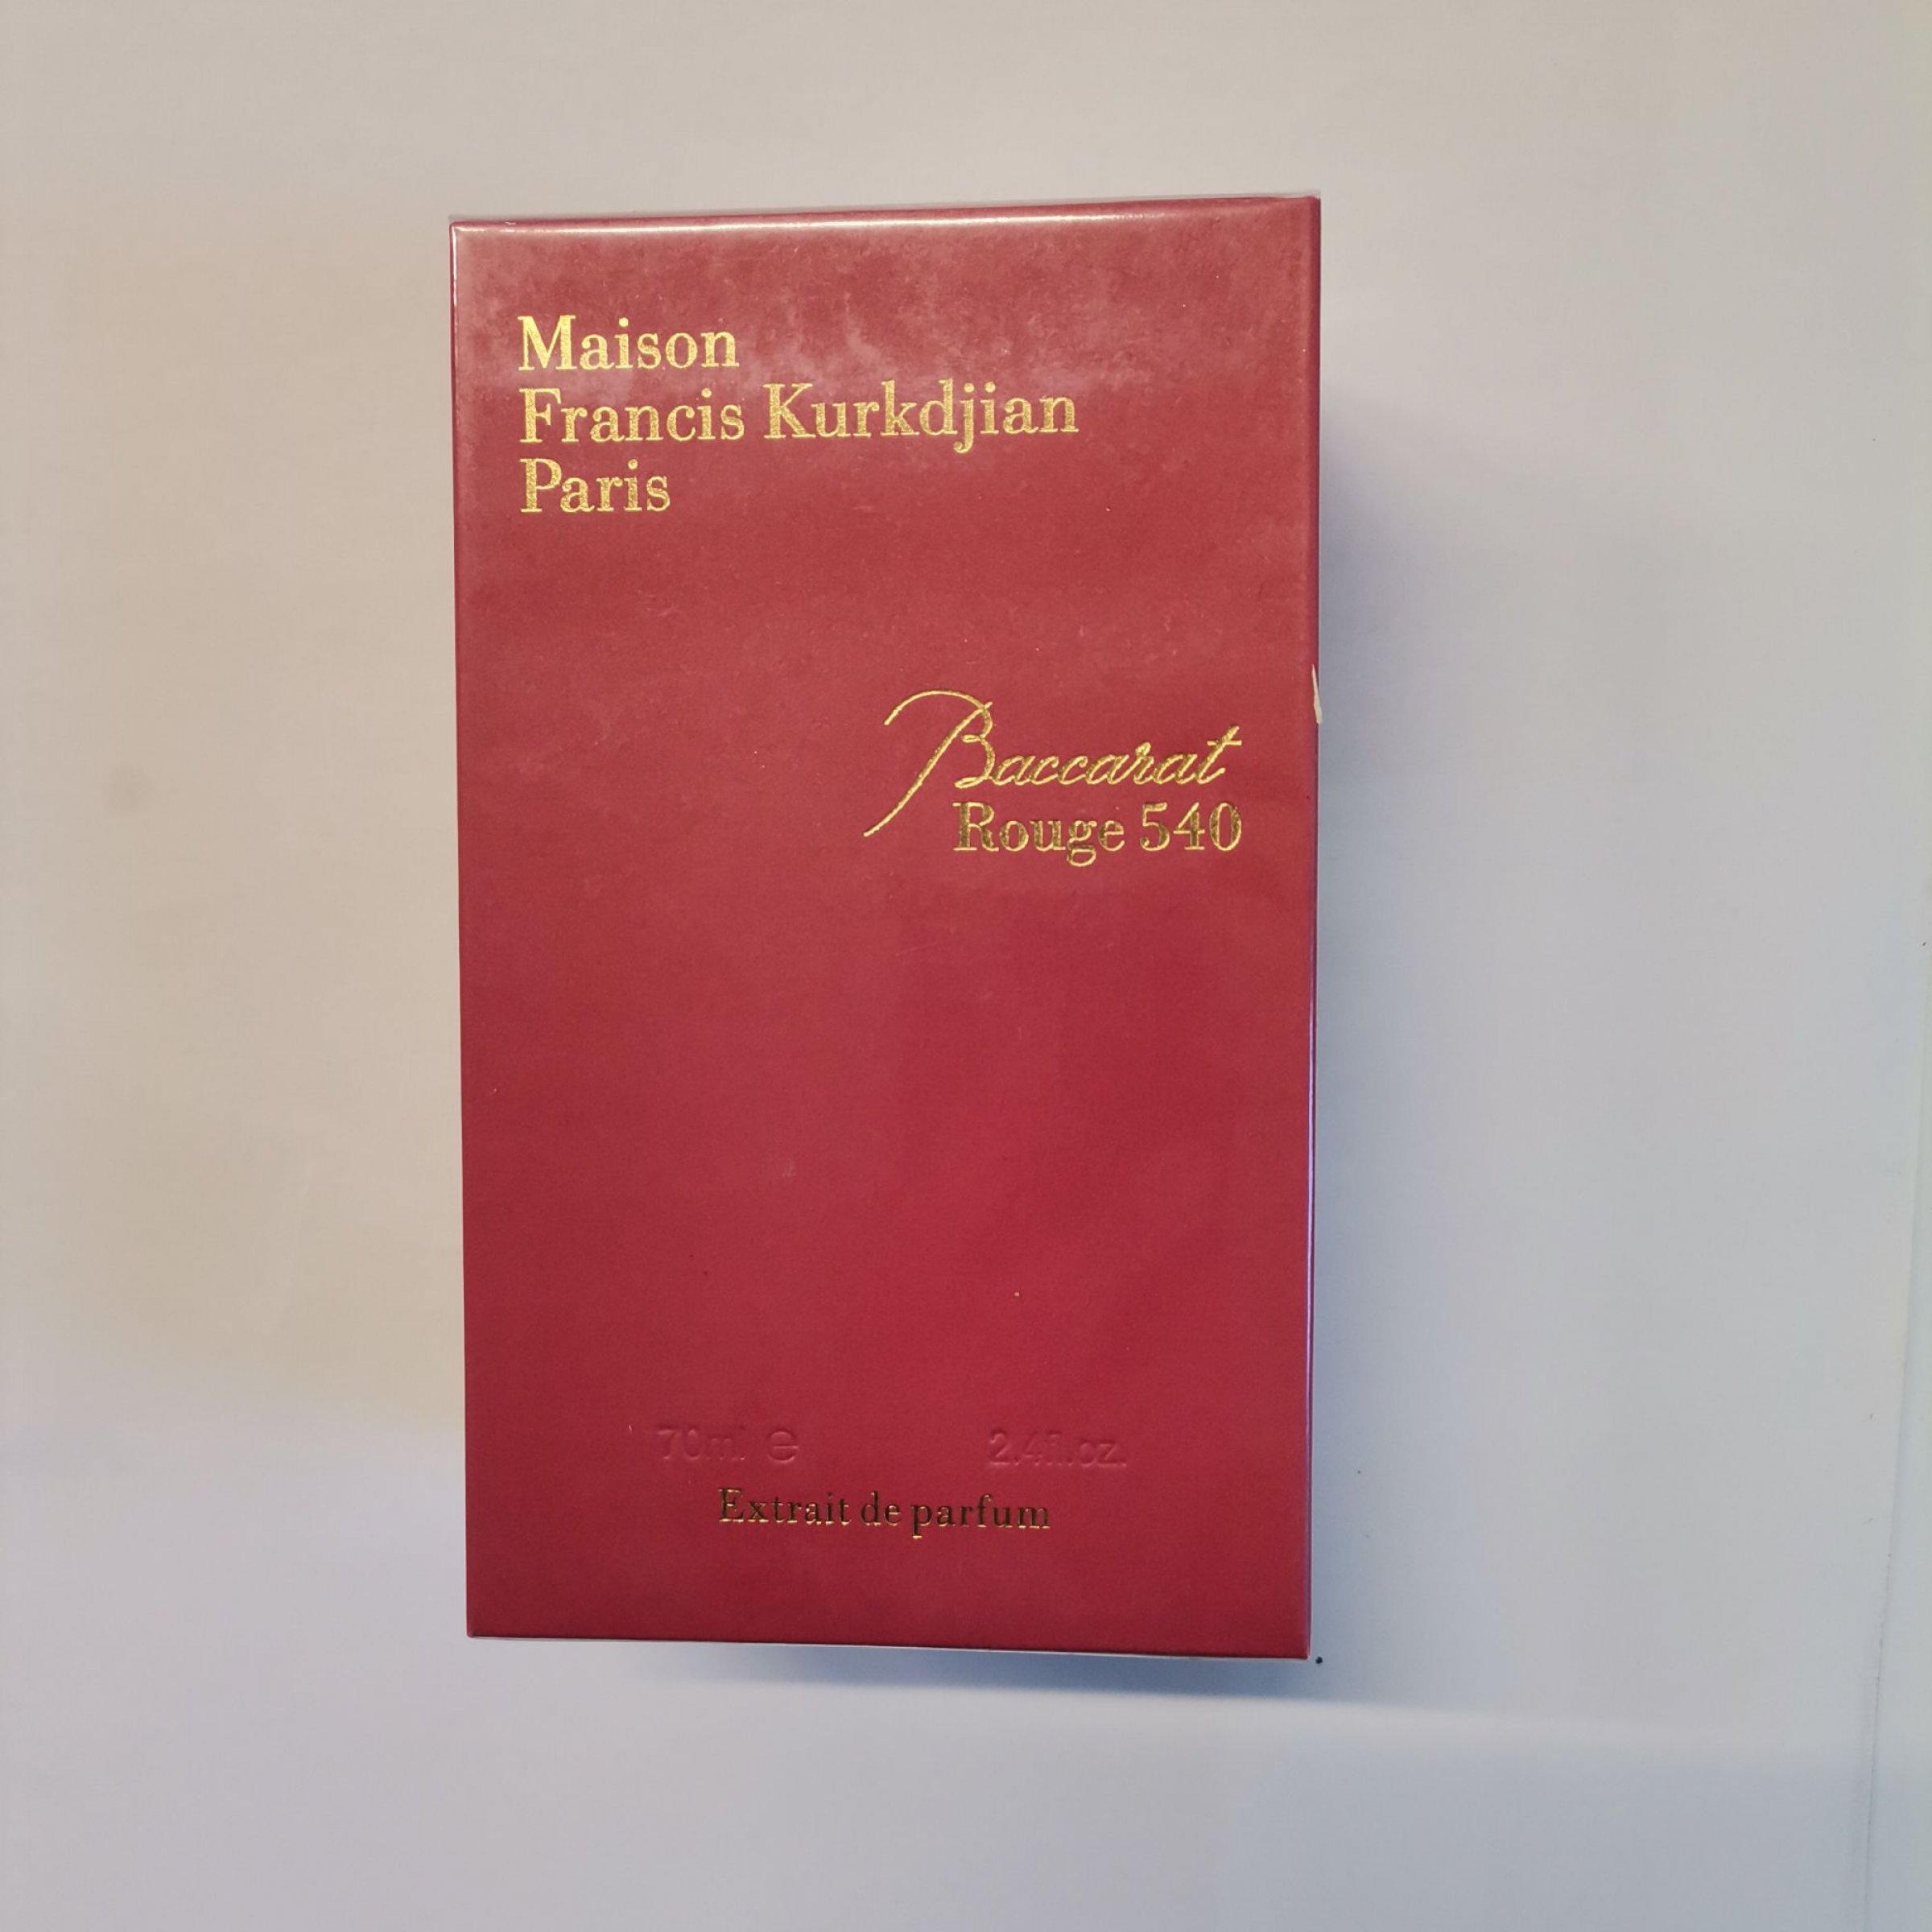 Maison
Francis Kurkdjian
Paris
Baccarat
Rouge 540
70ml e 2.4fl.oz.
Extrait de parfum